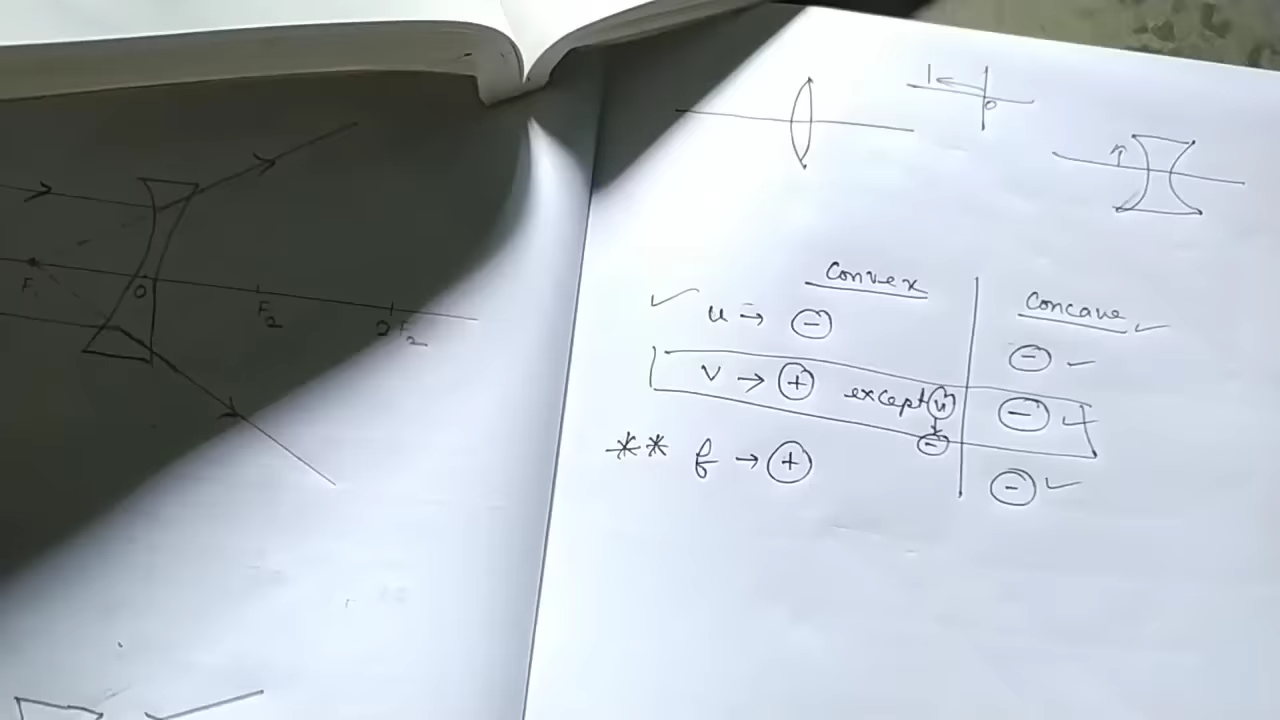 O
F
O
F₂
2F₂
Convex
Concave
u → ⊖
⊖
v → ⊕ except
⊖
⊖
** f → ⊕
⊖